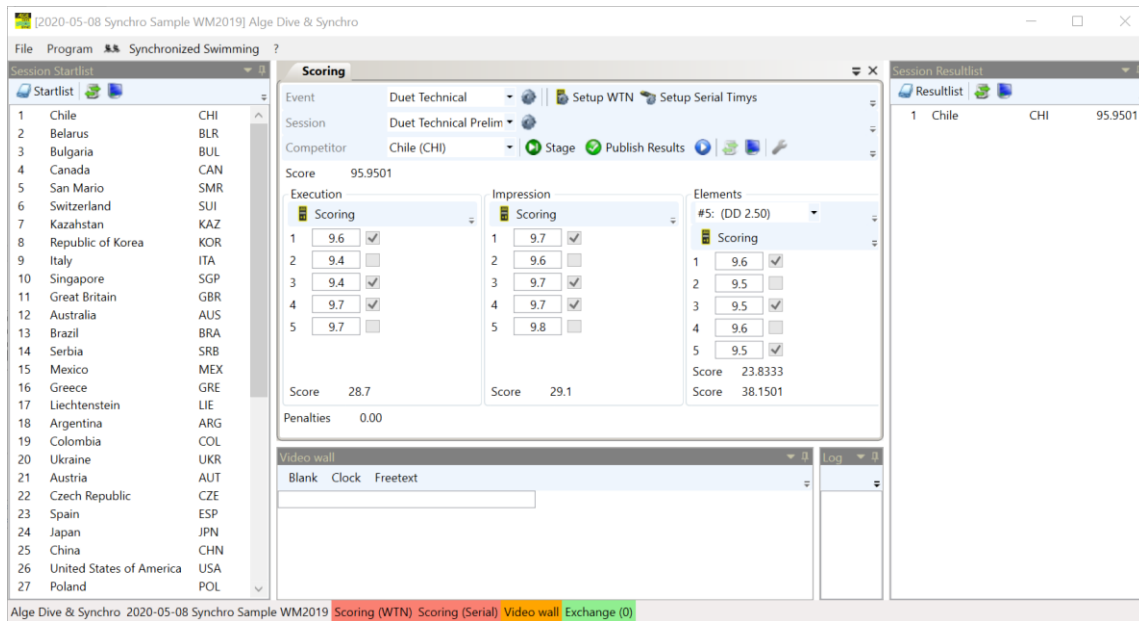 [2020-05-08 Synchro Sample WM2019] Alge Dive & Synchro
File Program Synchronized Swimming ?
Session Startlist
Startlist
1 Chile CHI
2 Belarus BLR
3 Bulgaria BUL
4 Canada CAN
5 San Mario SMR
6 Switzerland SUI
7 Kazahstan KAZ
8 Republic of Korea KOR
9 Italy ITA
10 Singapore SGP
11 Great Britain GBR
12 Australia AUS
13 Brazil BRA
14 Serbia SRB
15 Mexico MEX
16 Greece GRE
17 Liechtenstein LIE
18 Argentina ARG
19 Colombia COL
20 Ukraine UKR
21 Austria AUT
22 Czech Republic CZE
23 Spain ESP
24 Japan JPN
25 China CHN
26 United States of America USA
27 Poland POL
Scoring
Event Duet Technical Setup WTN Setup Serial Timys
Session Duet Technical Prelim
Competitor Chile (CHI) Stage Publish Results
Score 95.9501
Execution
Scoring
1 9.6
2 9.4
3 9.4
4 9.7
5 9.7
Score 28.7
Impression
Scoring
1 9.7
2 9.6
3 9.7
4 9.7
5 9.8
Score 29.1
Elements
#5: (DD 2.50)
Scoring
1 9.6
2 9.5
3 9.5
4 9.6
5 9.5
Score 23.8333
Score 38.1501
Penalties 0.00
Video wall
Blank Clock Freetext
Log
Session Resultlist
Resultlist
1 Chile CHI 95.9501
Alge Dive & Synchro 2020-05-08 Synchro Sample WM2019 Scoring (WTN) Scoring (Serial) Video wall Exchange (0)